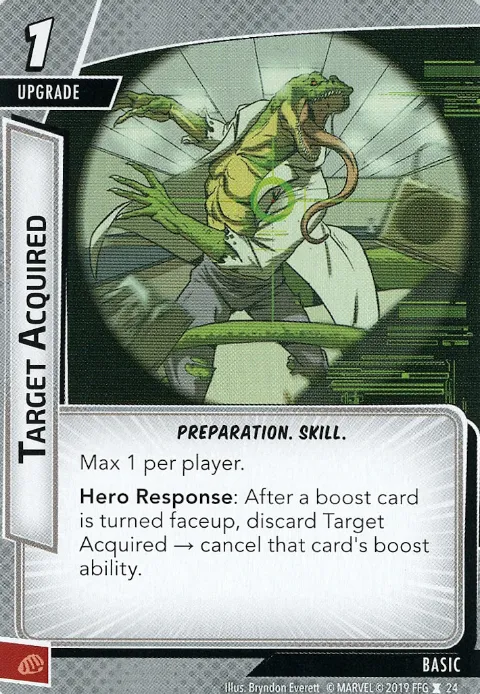 1
UPGRADE
TARGET ACQUIRED
PREPARATION. SKILL.
Max 1 per player.
Hero Response: After a boost card
is turned faceup, discard Target
Acquired → cancel that card's boost
ability.
BASIC
Illus. Bryndon Everett © MARVEL © 2019 FFG 24